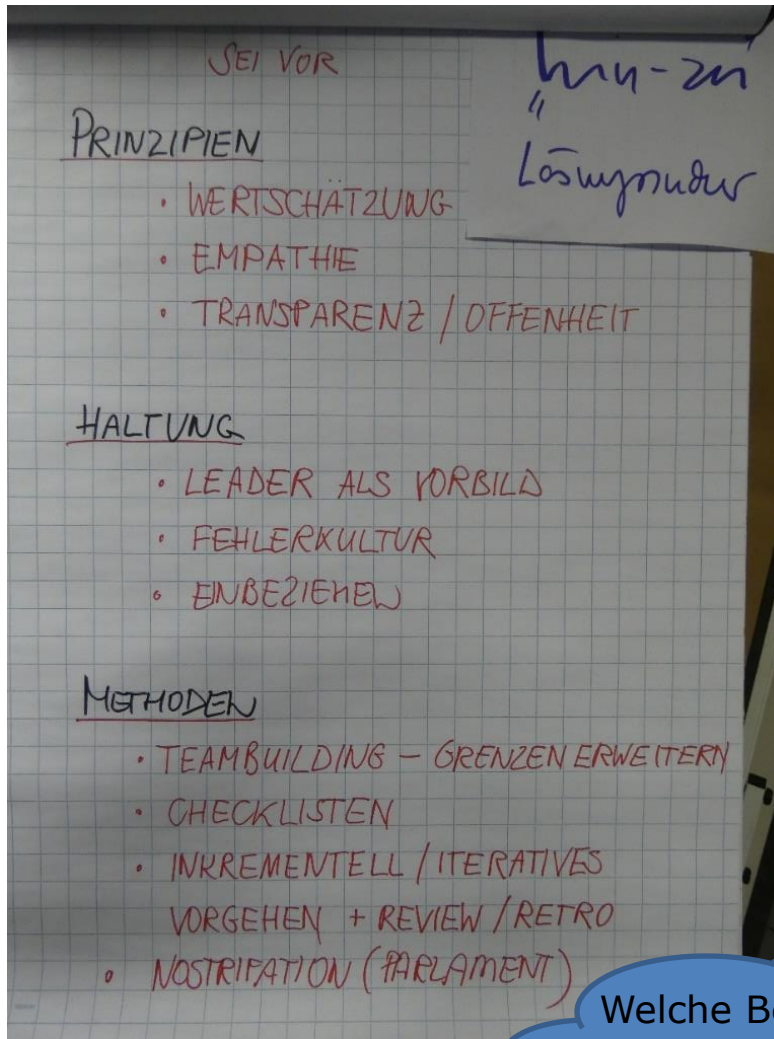 SEI VOR
PRINZIPIEN
• WERTSCHÄTZUNG
• EMPATHIE
• TRANSPARENZ / OFFENHEIT
HALTUNG
• LEADER ALS VORBILD
• FEHLERKULTUR
• EINBEZIEHEN
METHODEN
• TEAMBUILDING – GRENZEN ERWEITERN
• CHECKLISTEN
• INKREMENTELL / ITERATIVES
VORGEHEN + REVIEW / RETRO
• NOSTRIFATION (PARLAMENT)
Welche